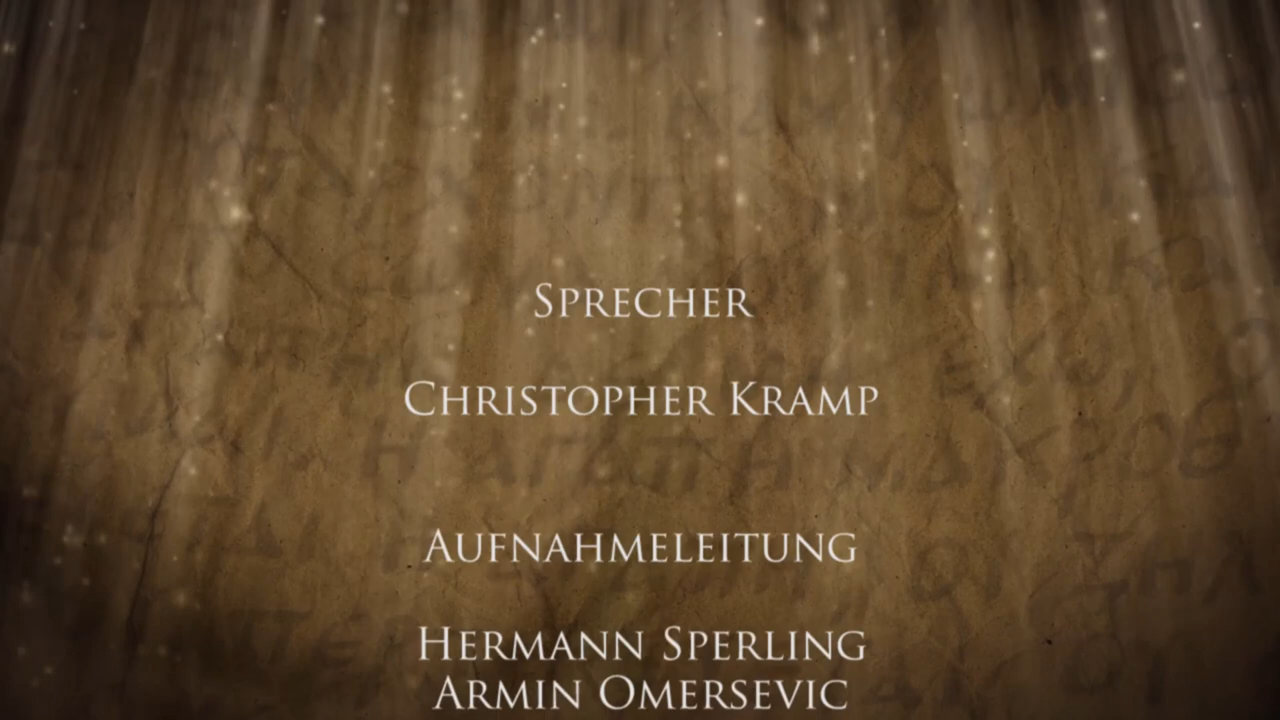 Sprecher
Christopher Kramp
Aufnahmeleitung
Hermann Sperling
Armin Omersevic